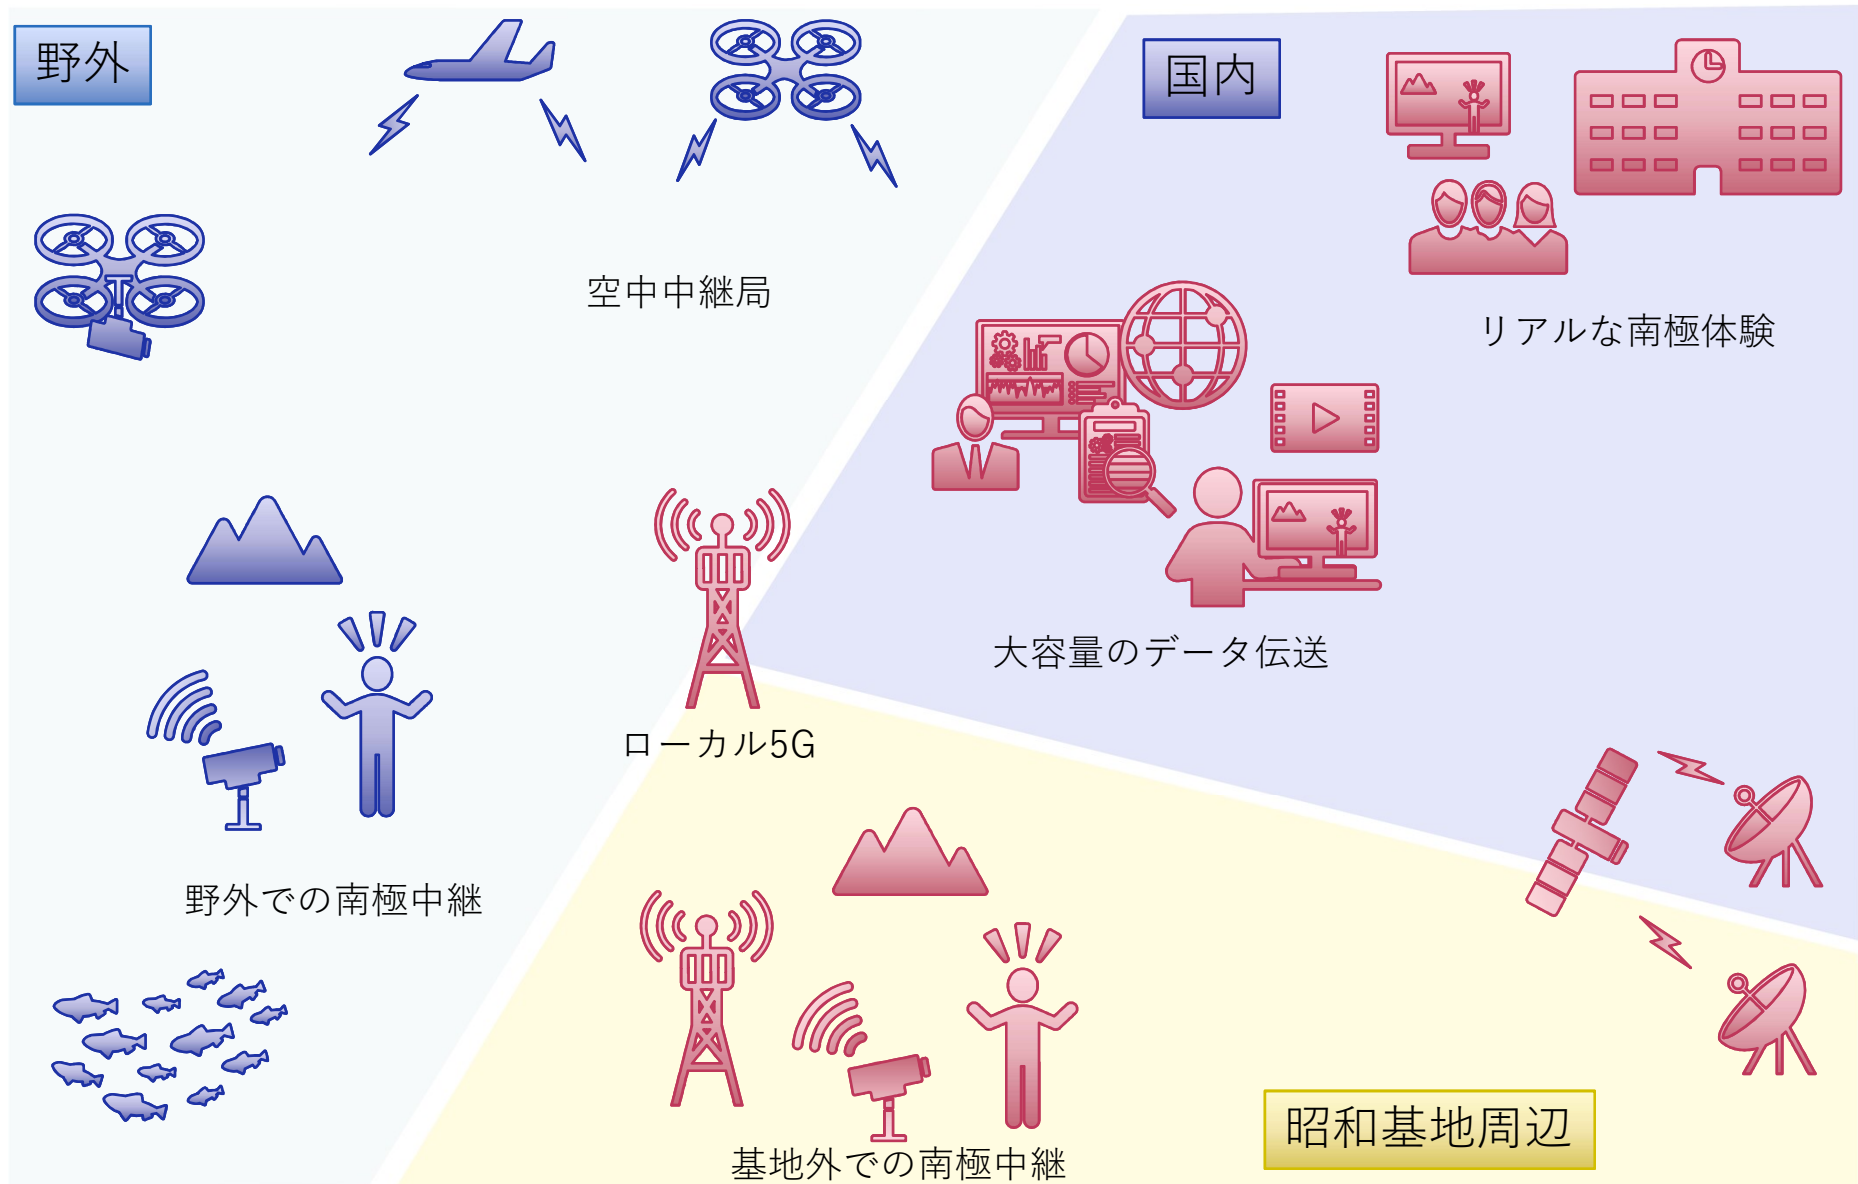 野外
国内
空中中継局
リアルな南極体験
大容量のデータ伝送
ローカル5G
野外での南極中継
昭和基地周辺
基地外での南極中継